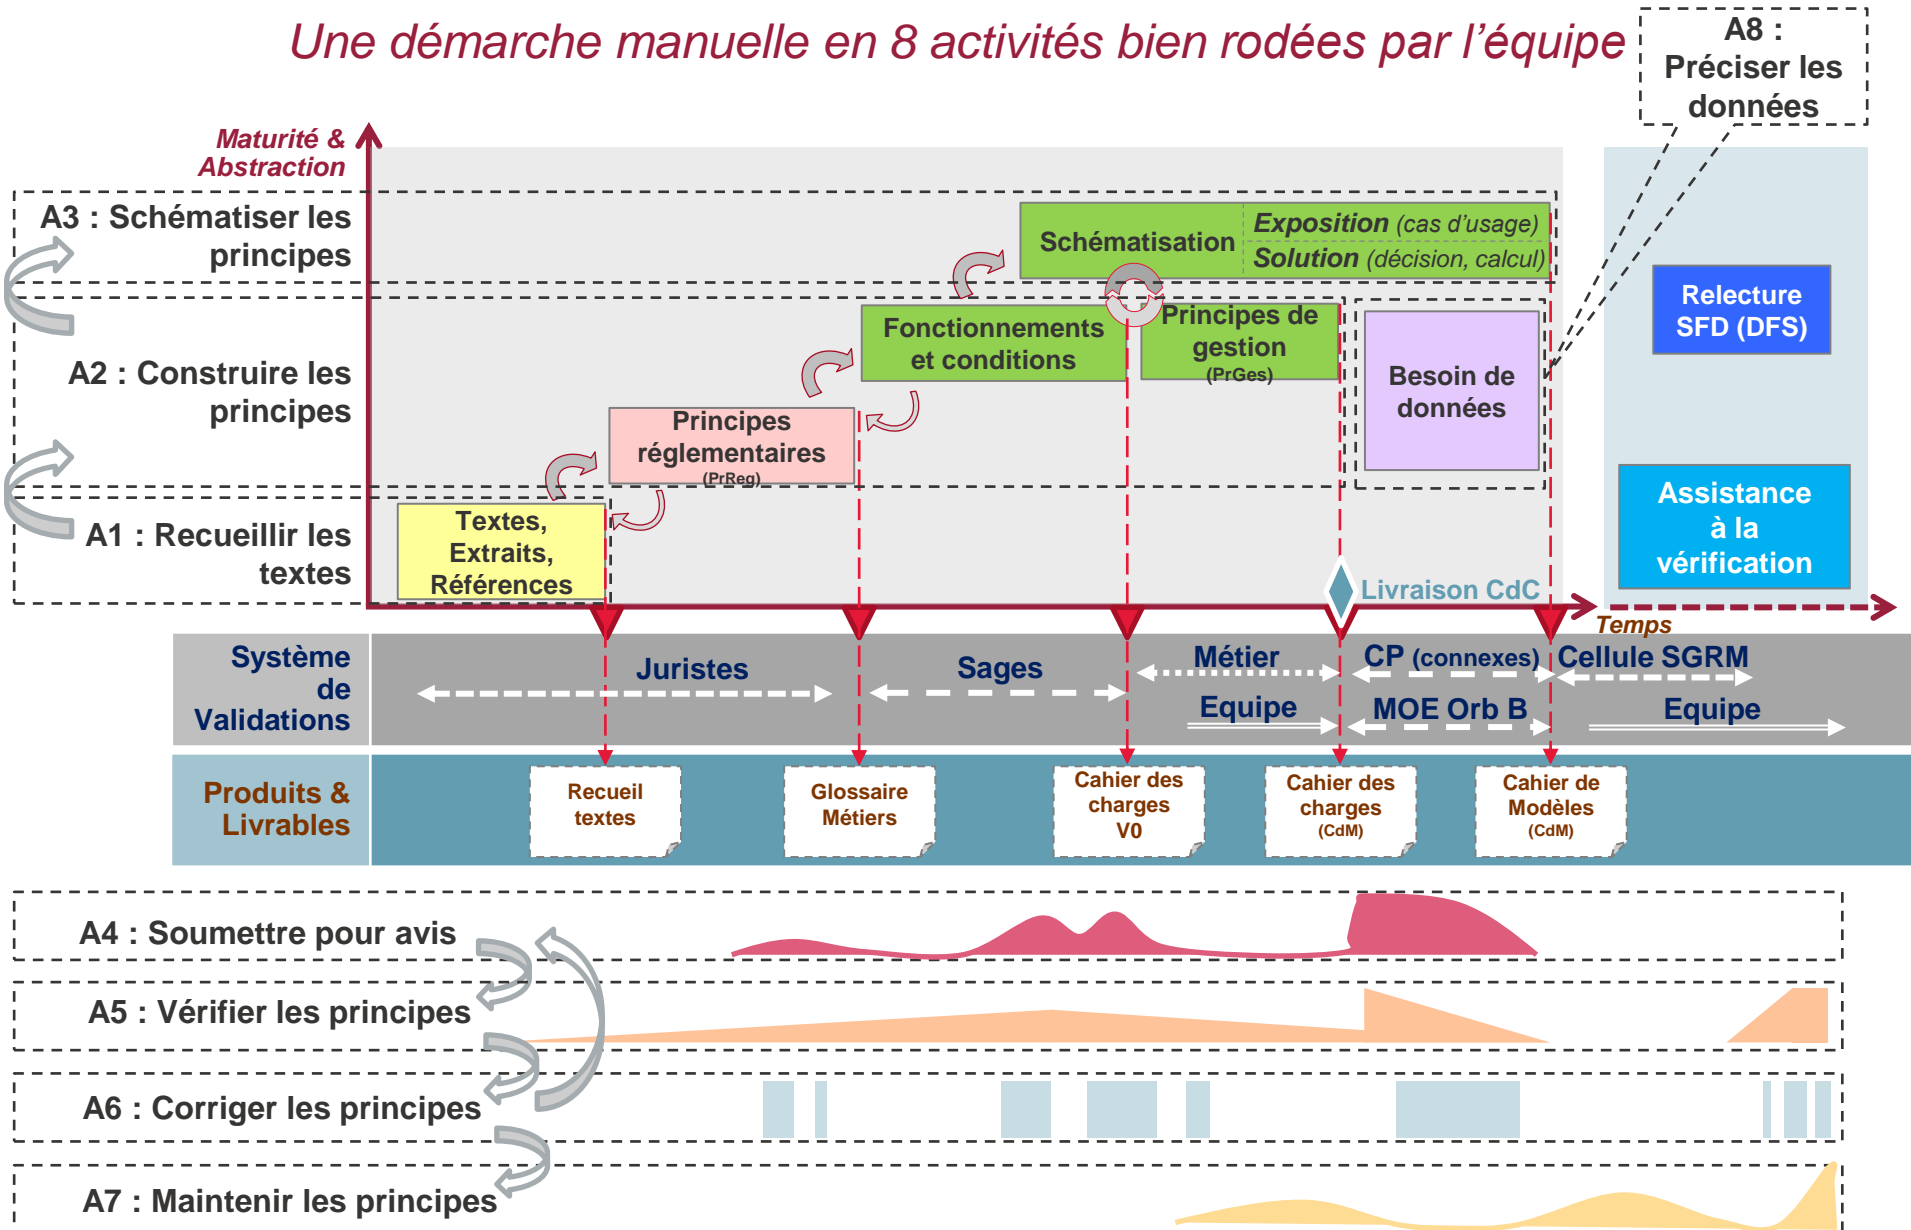 Une démarche manuelle en 8 activités bien rodées par l'équipe
A8 :
Préciser les
données
Maturité &
Abstraction
A3 : Schématiser les
principes
A2 : Construire les
principes
A1 : Recueillir les
textes
Schématisation
Exposition (cas d'usage)
Solution (décision, calcul)
Fonctionnements
et conditions
Principes de
gestion
(PrGes)
Besoin de
données
Principes
réglementaires
(PrReg)
Textes,
Extraits,
Références
Relecture
SFD (DFS)
Assistance
à la
vérification
Livraison CdC
Temps
Système
de
Validations
Juristes
Sages
Métier
Equipe
CP (connexes)
MOE Orb B
Cellule SGRM
Equipe
Produits &
Livrables
Recueil
textes
Glossaire
Métiers
Cahier des
charges
V0
Cahier des
charges
(CdM)
Cahier de
Modèles
(CdM)
A4 : Soumettre pour avis
A5 : Vérifier les principes
A6 : Corriger les principes
A7 : Maintenir les principes